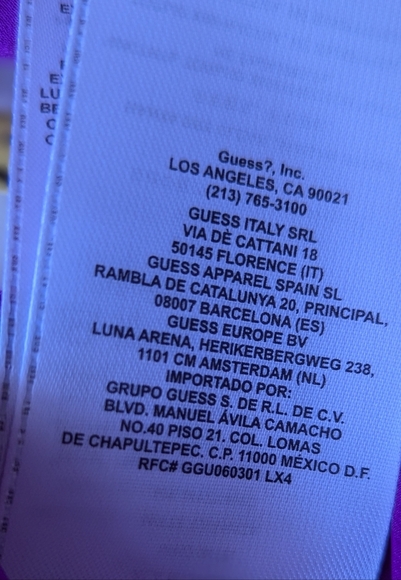 Guess?, Inc.
LOS ANGELES, CA 90021
(213) 765-3100
GUESS ITALY SRL
VIA DÈ CATTANI 18
50145 FLORENCE (IT)
GUESS APPAREL SPAIN SL
RAMBLA DE CATALUNYA 20, PRINCIPAL,
08007 BARCELONA (ES)
GUESS EUROPE BV
LUNA ARENA, HERIKERBERGWEG 238,
1101 CM AMSTERDAM (NL)
IMPORTADO POR:
GRUPO GUESS S. DE R.L. DE C.V.
BLVD. MANUEL ÁVILA CAMACHO
NO.40 PISO 21. COL. LOMAS
DE CHAPULTEPEC. C.P. 11000 MÉXICO D.F.
RFC# GGU060301 LX4